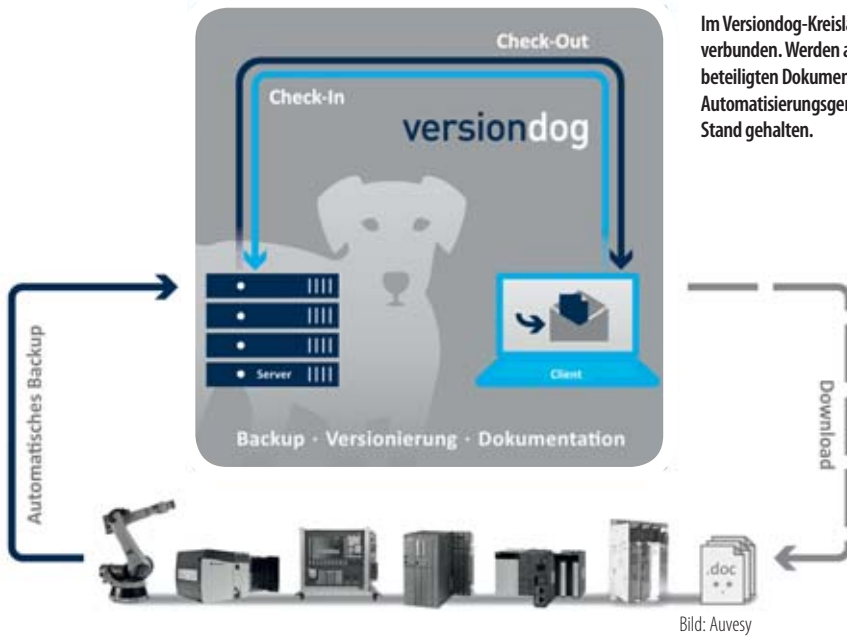 Im Versiondog-Kreisla
verbunden. Werden a
beteiligten Dokumen
Automatisierungsger
Stand gehalten.
Check-Out
Check-In
versiondog
Server
Client
Backup · Versionierung · Dokumentation
Automatisches Backup
Download
.doc
Bild: Auvesy